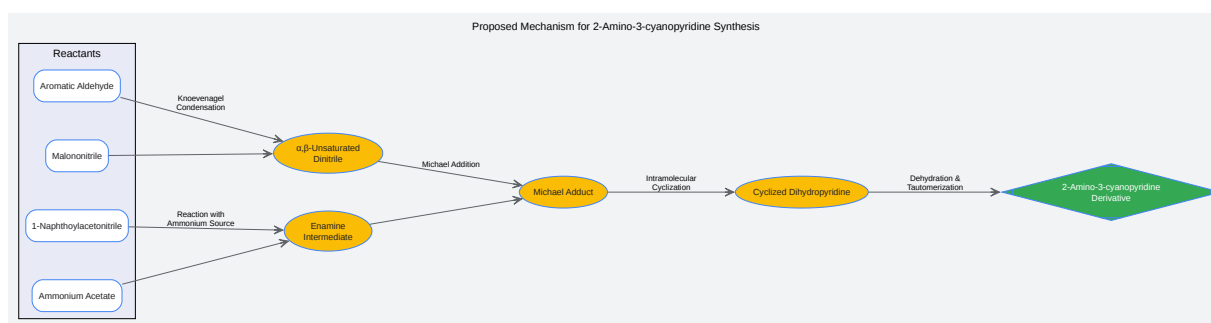 Proposed Mechanism for 2-Amino-3-cyanopyridine Synthesis
Reactants
Aromatic Aldehyde
Malononitrile
1-Naphthoylacetonitrile
Ammonium Acetate
Knoevenagel
Condensation
Reaction with
Ammonium Source
α,β-Unsaturated
Dinitrile
Enamine
Intermediate
Michael Addition
Michael Adduct
Intramolecular
Cyclization
Cyclized Dihydropyridine
Dehydration &
Tautomerization
2-Amino-3-cyanopyridine
Derivative